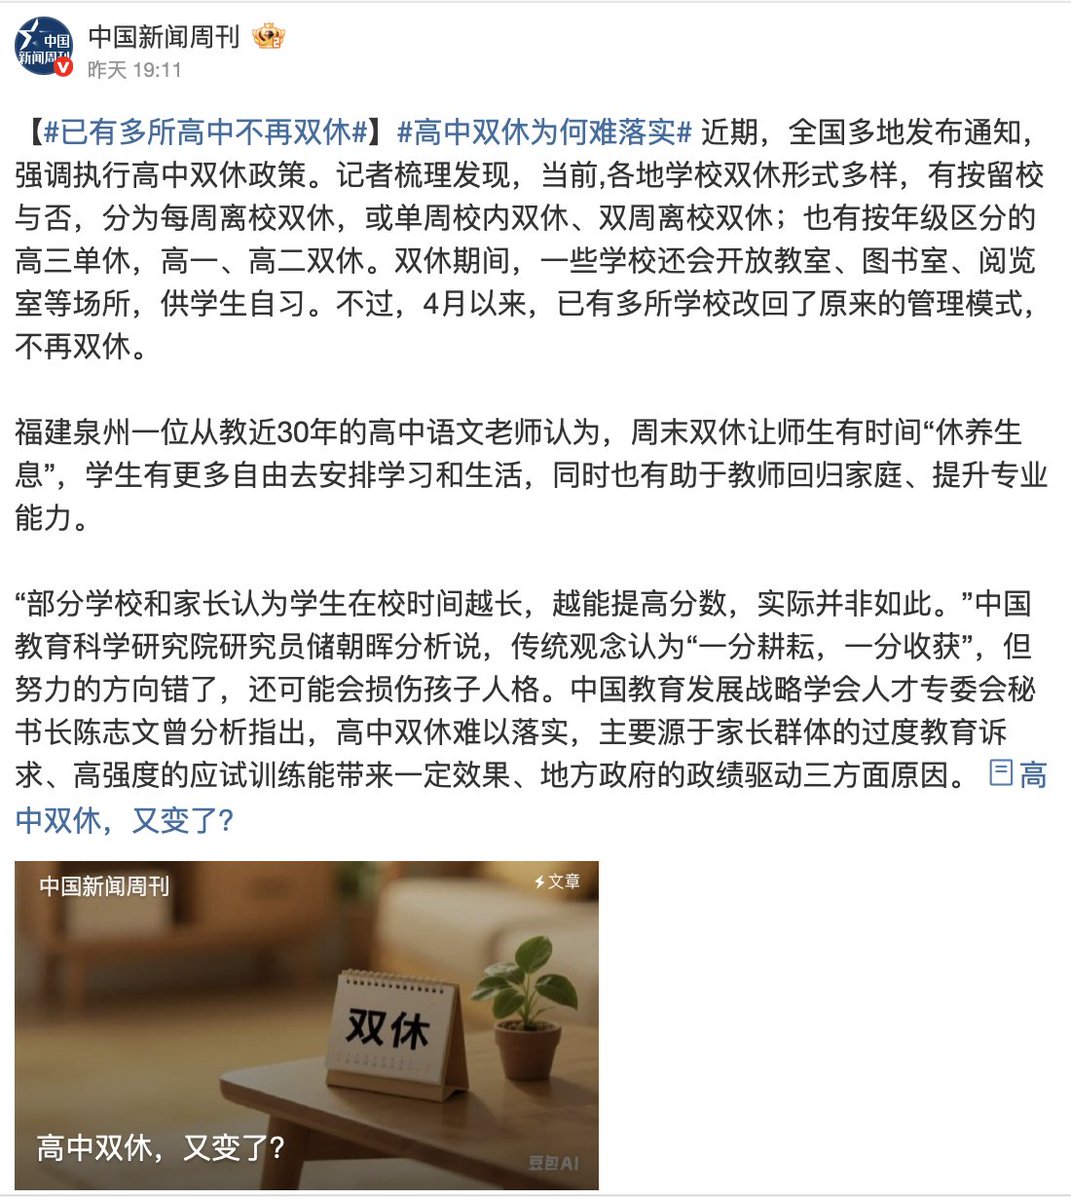 中国
新闻周刊
中国新闻周刊
昨天 19:11
【#已有多所高中不再双休#】#高中双休为何难落实# 近期，全国多地发布通知，
强调执行高中双休政策。记者梳理发现，当前,各地学校双休形式多样，有按留校
与否，分为每周离校双休，或单周校内双休、双周离校双休；也有按年级区分的
高三单休，高一、高二双休。双休期间，一些学校还会开放教室、图书室、阅览
室等场所，供学生自习。不过，4月以来，已有多所学校改回了原来的管理模式，
不再双休。
福建泉州一位从教近30年的高中语文老师认为，周末双休让师生有时间“休养生
息”，学生有更多自由去安排学习和生活，同时也有助于教师回归家庭、提升专业
能力。
“部分学校和家长认为学生在校时间越长，越能提高分数，实际并非如此。”中国
教育科学研究院研究员储朝晖分析说，传统观念认为“一分耕耘，一分收获”，但
努力的方向错了，还可能会损伤孩子人格。中国教育发展战略学会人才专委会秘
书长陈志文曾分析指出，高中双休难以落实，主要源于家长群体的过度教育诉
求、高强度的应试训练能带来一定效果、地方政府的政绩驱动三方面原因。 高
中双休，又变了？
中国新闻周刊
文章
双休
高中双休，又变了？
豆包AI